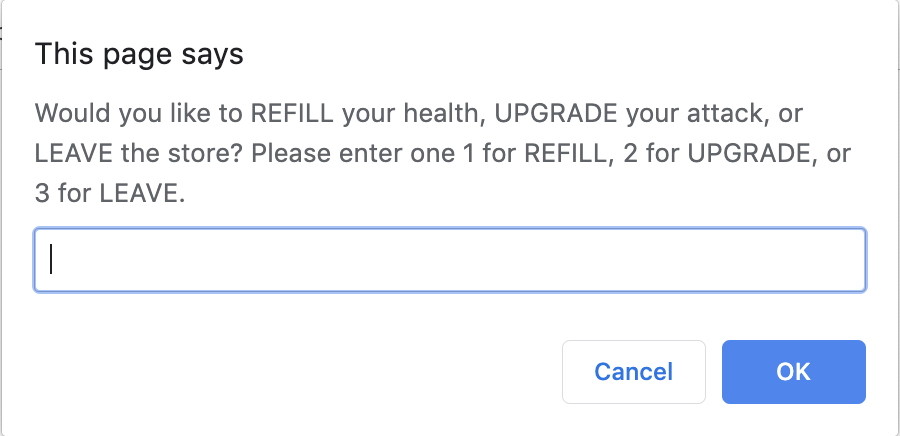 This page says
Would you like to REFILL your health, UPGRADE your attack, or
LEAVE the store? Please enter one 1 for REFILL, 2 for UPGRADE, or
3 for LEAVE.
Cancel
OK